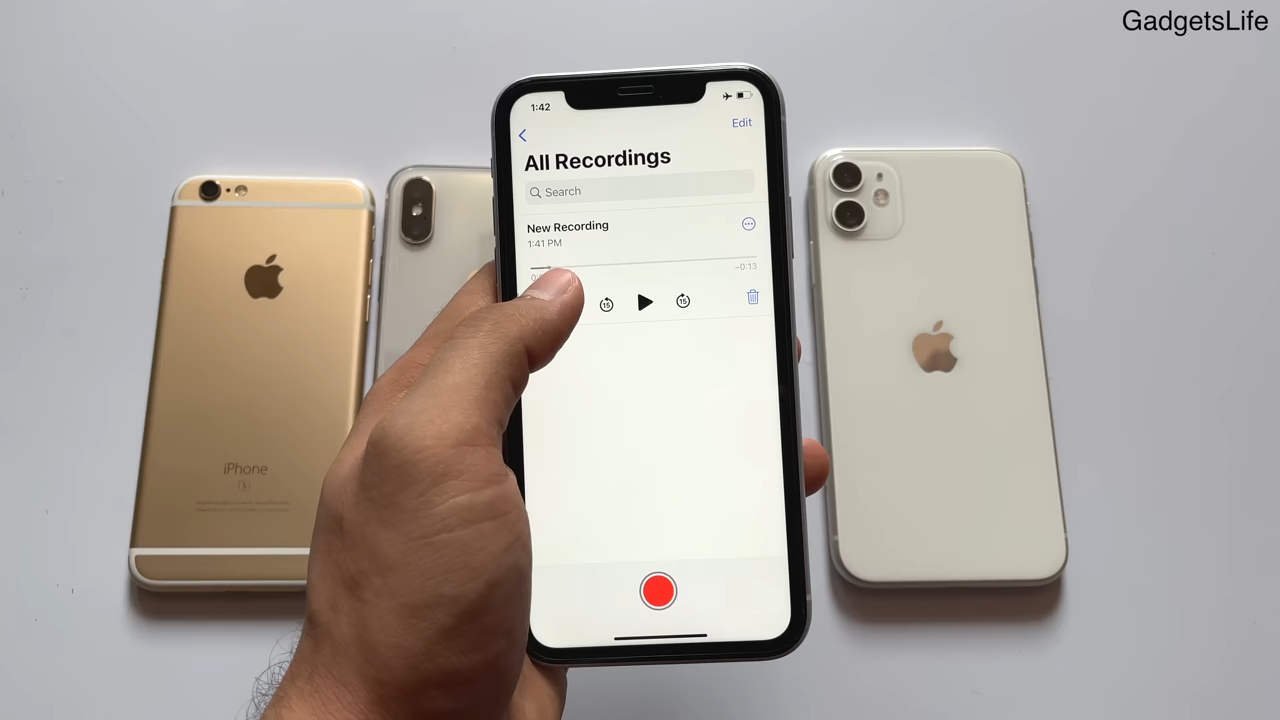 GadgetsLife
1:42
Edit
All Recordings
Search
New Recording
1:41 PM
-0:13
15
15
iPhone
S